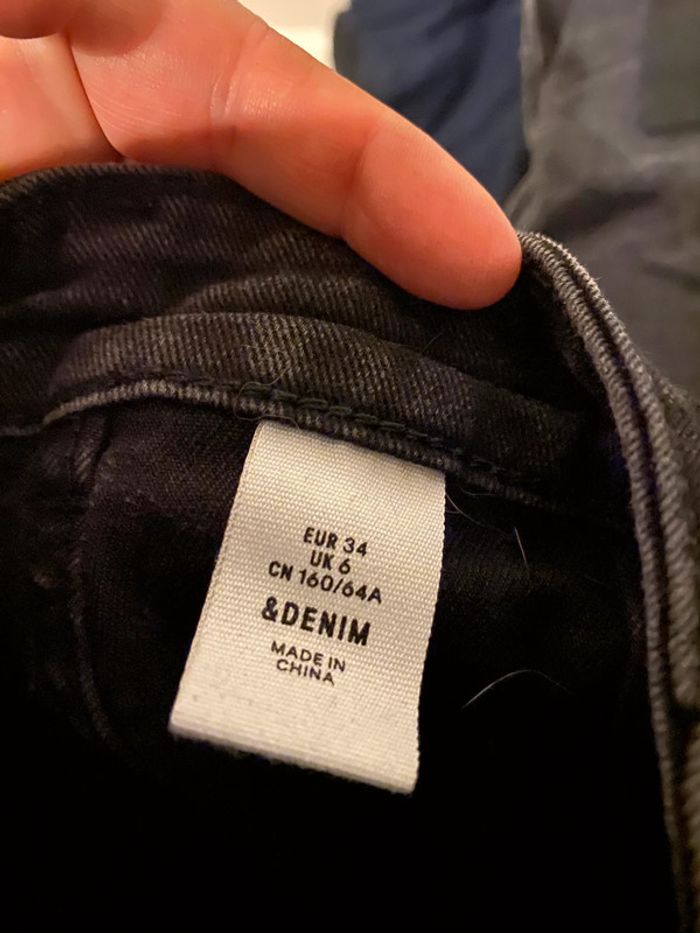 EUR 34
UK 6
CN 160/64A
&DENIM
MADE IN
CHINA